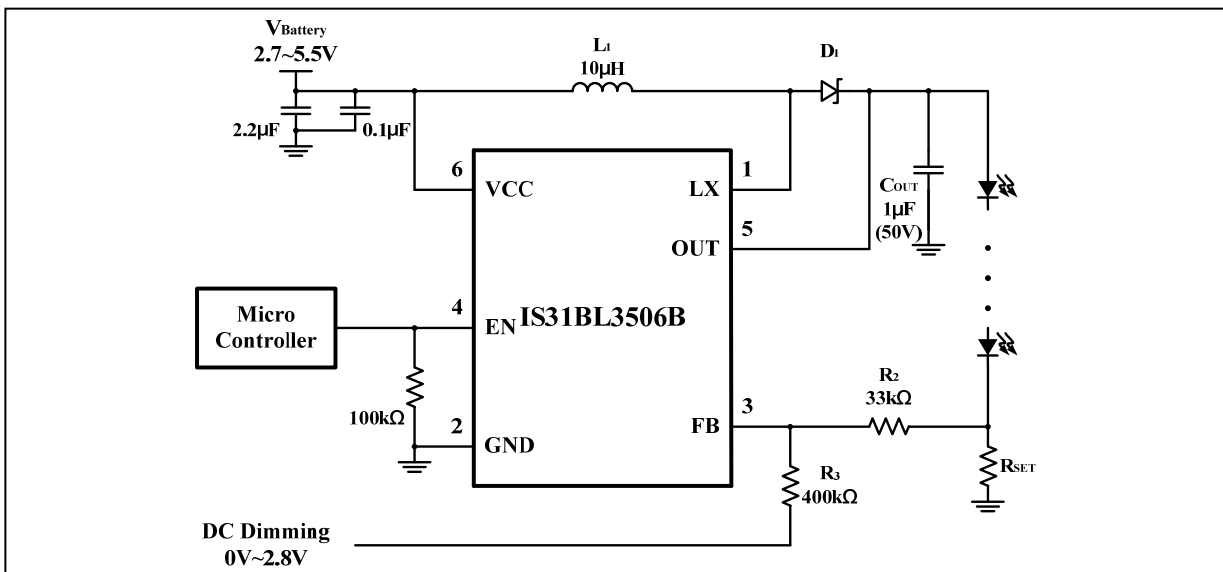 VBattery
2.7~5.5V
L1
10µH
D1
2.2µF
0.1µF
6
VCC
1
LX
COUT
1µF
(50V)
5
OUT
Micro
Controller
4
EN
IS31BL3506B
100kΩ
2
GND
3
FB
R2
33kΩ
R3
400kΩ
RSET
DC Dimming
0V~2.8V